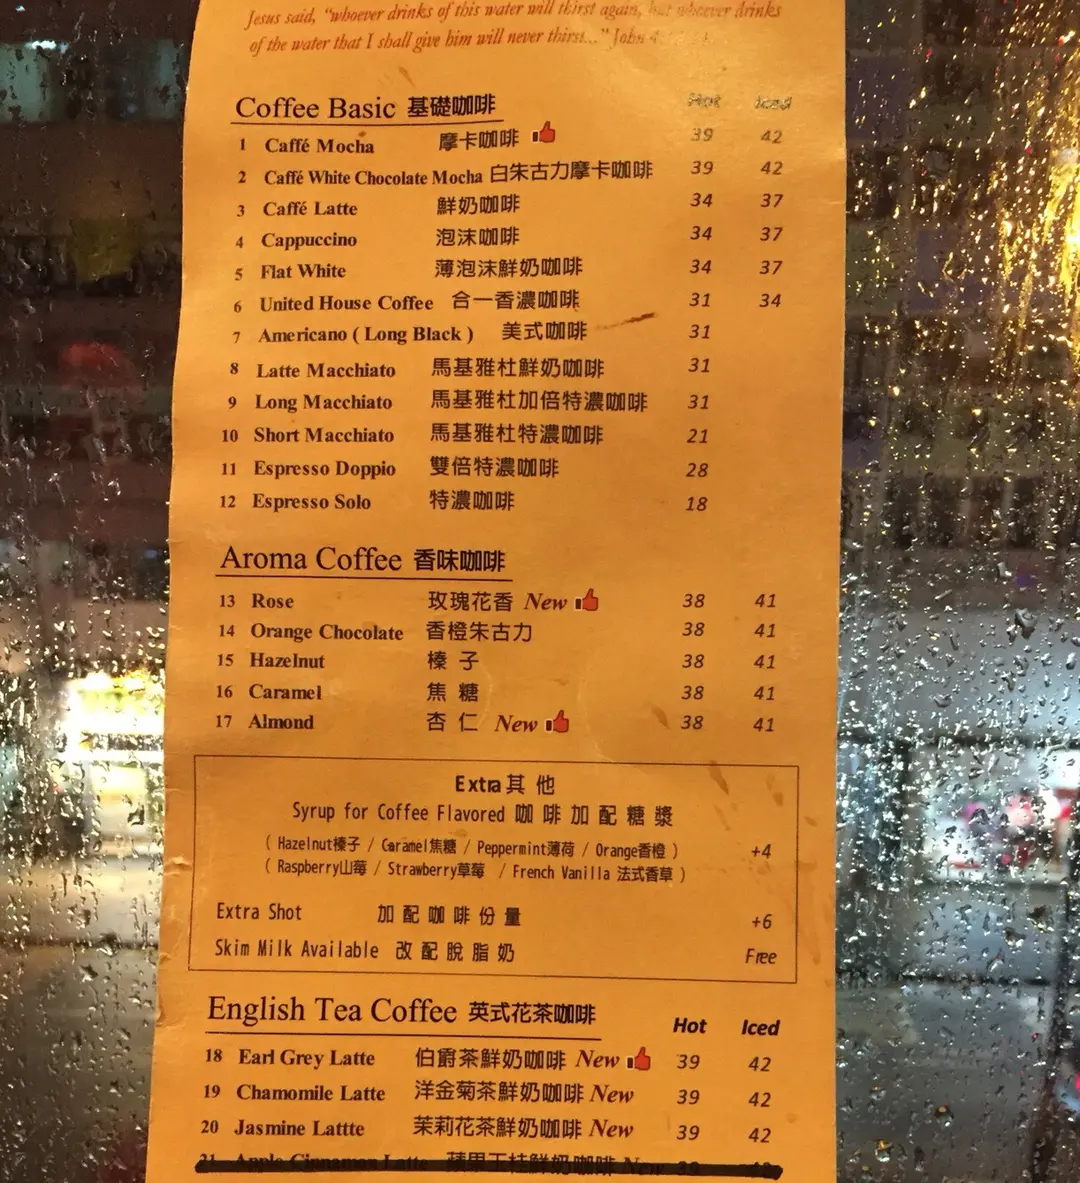 Jesus said, "whoever drinks of this water will thirst again, but whoever drinks
of the water that I shall give him will never thirst..." John 4
Coffee Basic 基礎咖啡 Hot Iced
1 Caffé Mocha 摩卡咖啡 39 42
2 Caffé White Chocolate Mocha 白朱古力摩卡咖啡 39 42
3 Caffé Latte 鮮奶咖啡 34 37
4 Cappuccino 泡沫咖啡 34 37
5 Flat White 薄泡沫鮮奶咖啡 34 37
6 United House Coffee 合一香濃咖啡 31 34
7 Americano ( Long Black ) 美式咖啡 31
8 Latte Macchiato 馬基雅杜鮮奶咖啡 31
9 Long Macchiato 馬基雅杜加倍特濃咖啡 31
10 Short Macchiato 馬基雅杜特濃咖啡 21
11 Espresso Doppio 雙倍特濃咖啡 28
12 Espresso Solo 特濃咖啡 18
Aroma Coffee 香味咖啡
13 Rose 玫瑰花香 New 38 41
14 Orange Chocolate 香橙朱古力 38 41
15 Hazelnut 榛子 38 41
16 Caramel 焦糖 38 41
17 Almond 杏仁 New 38 41
Extra 其他
Syrup for Coffee Flavored 咖啡加配糖漿
( Hazelnut榛子 / Caramel焦糖 / Peppermint薄荷 / Orange香橙 ) +4
( Raspberry山莓 / Strawberry草莓 / French Vanilla 法式香草 )
Extra Shot 加配咖啡份量 +6
Skim Milk Available 改配脫脂奶 Free
English Tea Coffee 英式花茶咖啡 Hot Iced
18 Earl Grey Latte 伯爵茶鮮奶咖啡 New 39 42
19 Chamomile Latte 洋金菊茶鮮奶咖啡 New 39 42
20 Jasmine Lattte 茉莉花茶鮮奶咖啡 New 39 42
21 Apple Cinnamon Latte 蘋果玉桂鮮奶咖啡 New 39 42